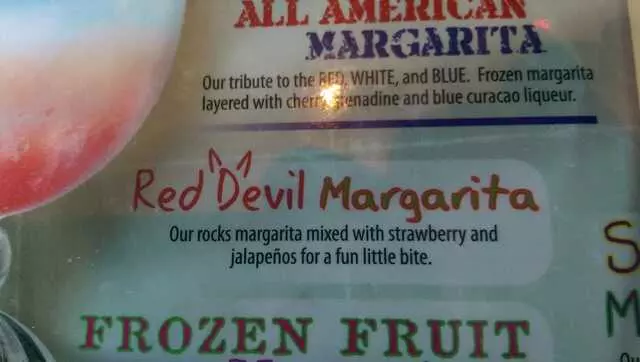 ALL AMERICAN
MARGARITA
Our tribute to the RED, WHITE, and BLUE. Frozen margarita
layered with cherry grenadine and blue curacao liqueur.
Red Devil Margarita
Our rocks margarita mixed with strawberry and
jalapeños for a fun little bite.
S
M
FROZEN FRUIT